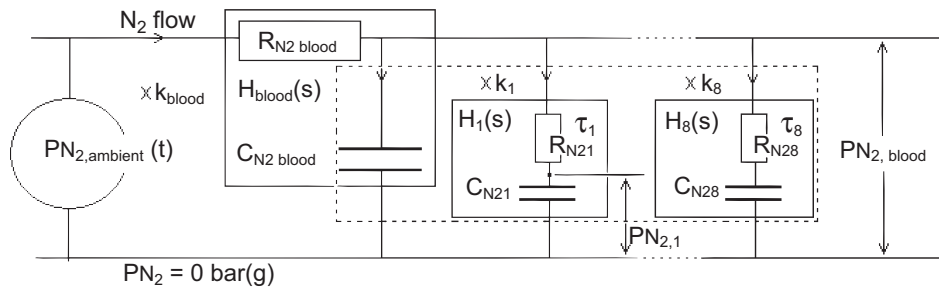 N2 flow
RN2 blood
× kblood
Hblood(s)
× k1
× k8
H1(s)
τ1
H8(s)
τ8
RN21
RN28
PN2,ambient (t)
CN2 blood
CN21
CN28
PN2, blood
PN2,1
PN2 = 0 bar(g)